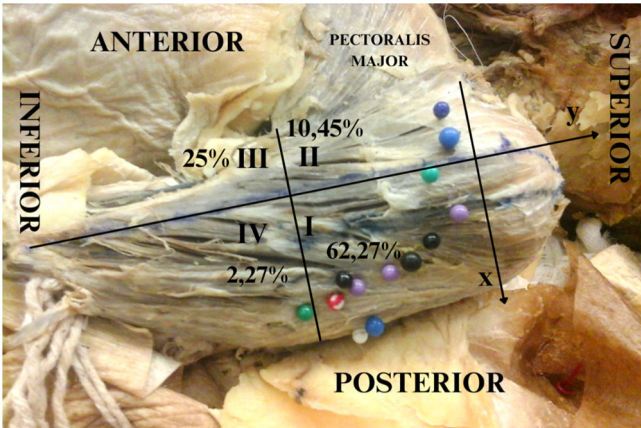 ANTERIOR
PECTORALIS
MAJOR
SUPERIOR
INFERIOR
y
10,45%
25% III II
IV I
62,27%
2,27%
x
POSTERIOR